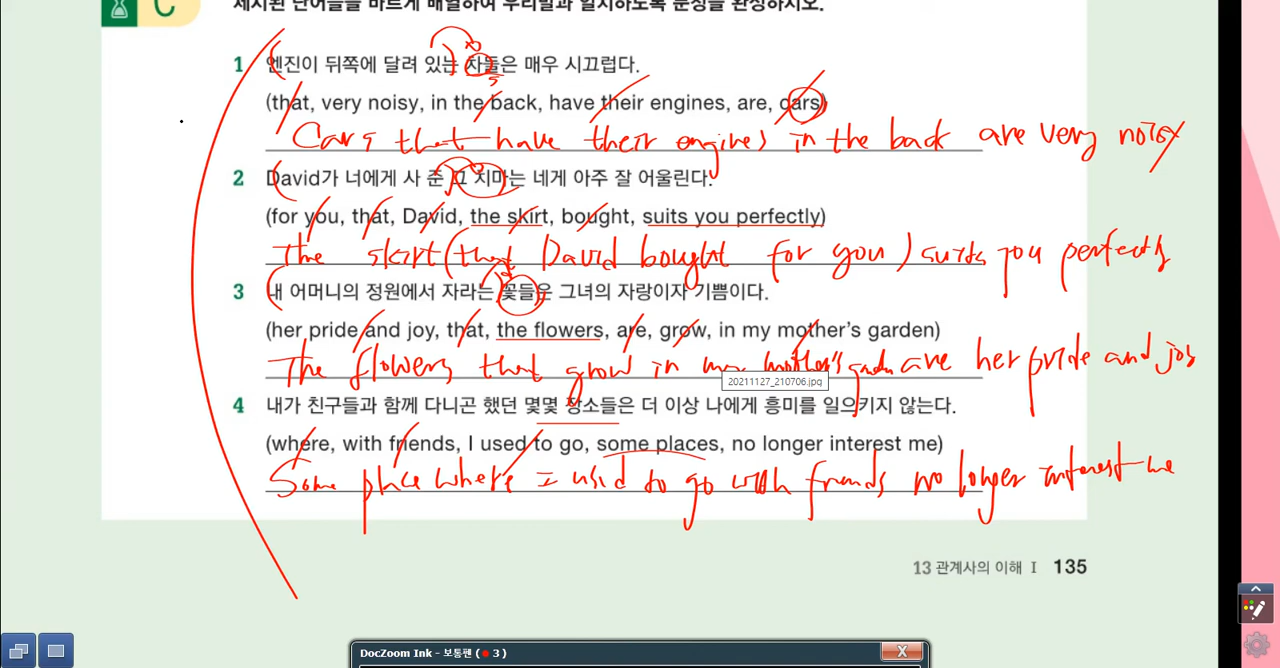 C 제시된 단어들을 바르게 배열하여 우리말과 일치하도록 문장을 완성하시오.
1 엔진이 뒤쪽에 달려 있는 차들은 매우 시끄럽다.
(that, very noisy, in the back, have their engines, are, cars)
Cars that have their engines in the back are very noisy
2 David가 너에게 사 준 그 치마는 네게 아주 잘 어울린다.
(for you, that, David, the skirt, bought, suits you perfectly)
The skirt (that David bought for you) suits you perfectly
3 내 어머니의 정원에서 자라는 꽃들은 그녀의 자랑이자 기쁨이다.
(her pride and joy, that, the flowers, are, grow, in my mother's garden)
The flowers that grow in my mother's garden are her pride and joy
20211127_210706.jpg
4 내가 친구들과 함께 다니곤 했던 몇몇 장소들은 더 이상 나에게 흥미를 일으키지 않는다.
(where, with friends, I used to go, some places, no longer interest me)
Some place where I used to go with friends no longer interest me
13 관계사의 이해 I 135
DocZoom Ink - 보통펜 ( 3 ) X